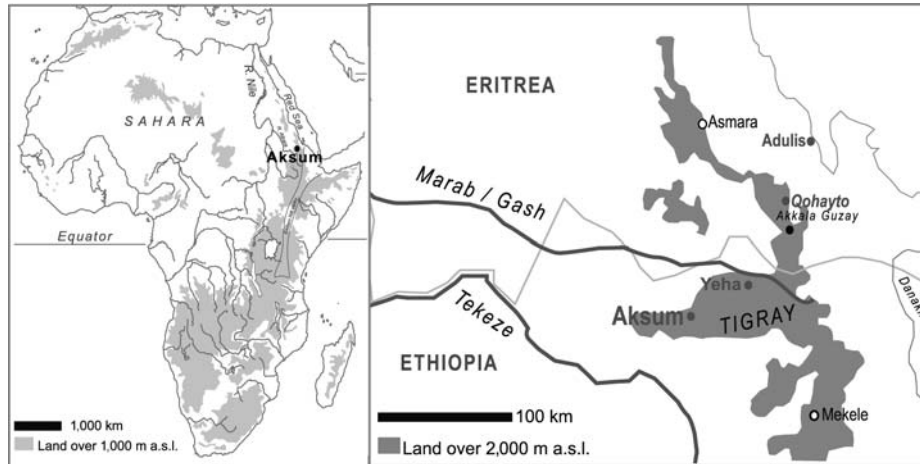 SAHARA
R. Nile
Red Sea
Aksum
Equator
1,000 km
Land over 1,000 m a.s.l.
ERITREA
Asmara
Adulis
Marab / Gash
Qohayto
Akkala Guzay
Yeha
Tekeze
Aksum
TIGRAY
Danakil
ETHIOPIA
100 km
Mekele
Land over 2,000 m a.s.l.